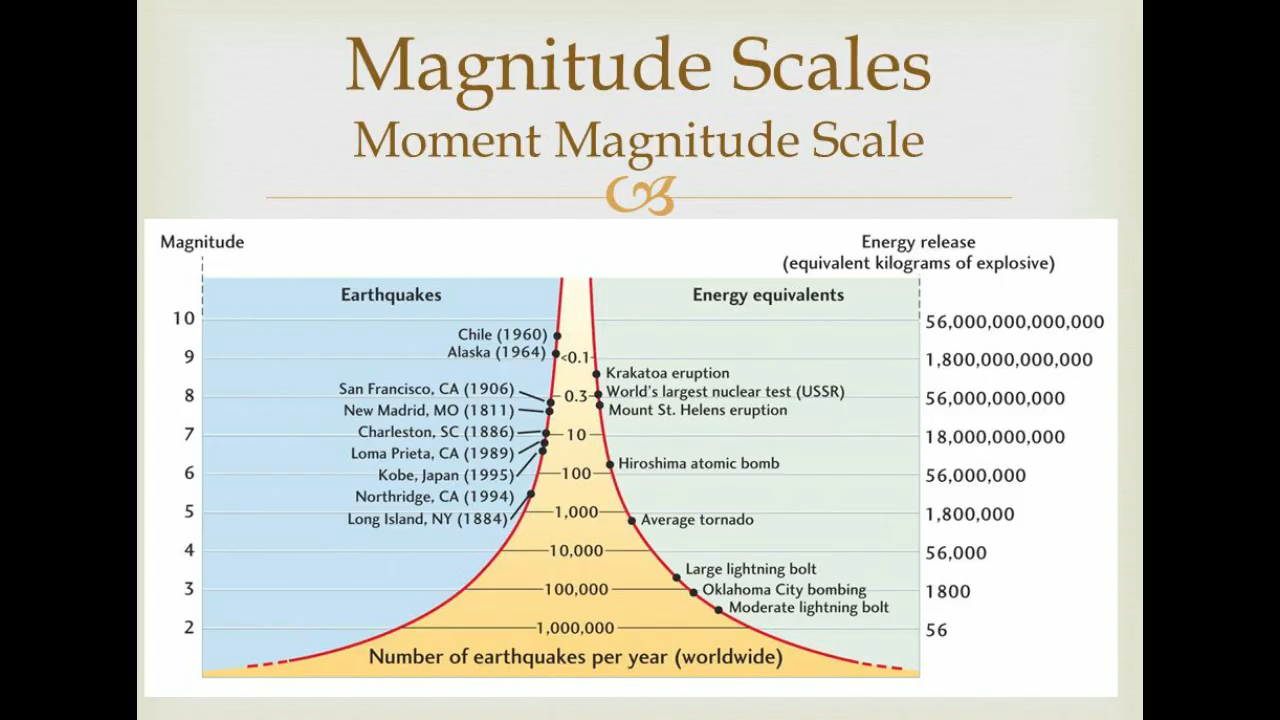 Magnitude Scales
Moment Magnitude Scale
Magnitude
Energy release
(equivalent kilograms of explosive)
Earthquakes
Energy equivalents
10
9
8
7
6
5
4
3
2
Chile (1960)
Alaska (1964)
San Francisco, CA (1906)
New Madrid, MO (1811)
Charleston, SC (1886)
Loma Prieta, CA (1989)
Kobe, Japan (1995)
Northridge, CA (1994)
Long Island, NY (1884)
<0.1
0.3
10
100
1,000
10,000
100,000
1,000,000
Krakatoa eruption
World's largest nuclear test (USSR)
Mount St. Helens eruption
Hiroshima atomic bomb
Average tornado
Large lightning bolt
Oklahoma City bombing
Moderate lightning bolt
56,000,000,000,000
1,800,000,000,000
56,000,000,000
18,000,000,000
56,000,000
1,800,000
56,000
1800
56
Number of earthquakes per year (worldwide)